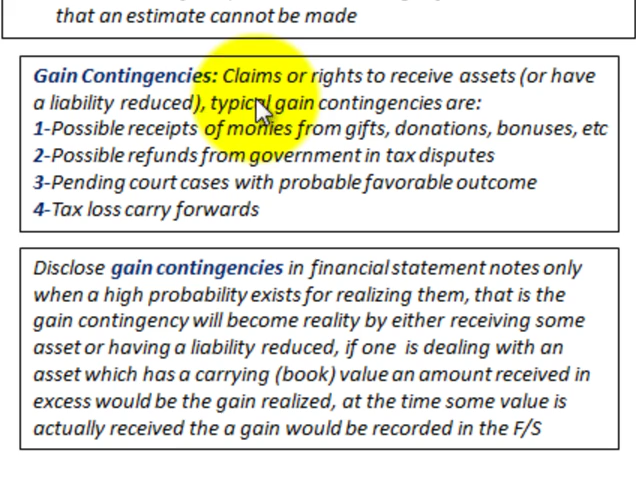 that an estimate cannot be made
Gain Contingencies: Claims or rights to receive assets (or have
a liability reduced), typical gain contingencies are:
1-Possible receipts of monies from gifts, donations, bonuses, etc
2-Possible refunds from government in tax disputes
3-Pending court cases with probable favorable outcome
4-Tax loss carry forwards
Disclose gain contingencies in financial statement notes only
when a high probability exists for realizing them, that is the
gain contingency will become reality by either receiving some
asset or having a liability reduced, if one is dealing with an
asset which has a carrying (book) value an amount received in
excess would be the gain realized, at the time some value is
actually received the a gain would be recorded in the F/S